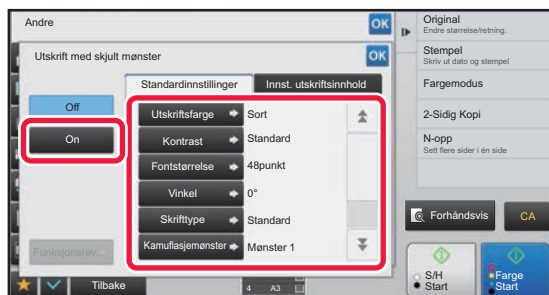 Andre
OK
Utskrift med skjult mønster
OK
Standardinnstillinger
Innst. utskriftsinnhold
Off
On
Utskriftsfarge
Sort
Kontrast
Standard
Fontstørrelse
48punkt
Vinkel
0°
Skrifttype
Standard
Kamuflasjemønster
Mønster 1
Funksjonsrev.
Tilbake
4
A3
Original
Endre størrelse/retning.
Stempel
Skriv ut dato og stempel
Fargemodus
2-Sidig Kopi
N-opp
Sett flere sider i én side
Forhåndsvis
CA
S/H
Start
Farge
Start